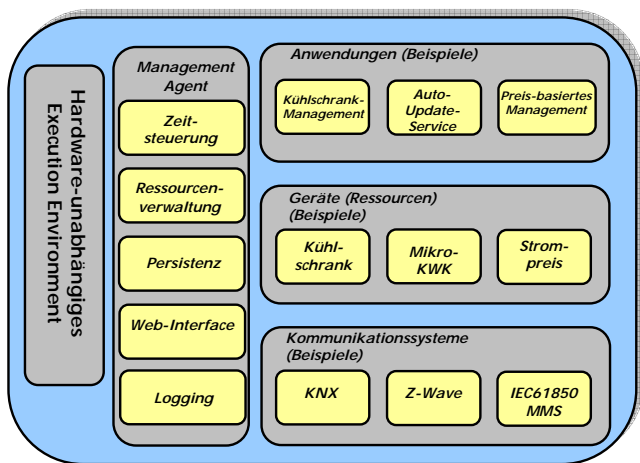 Hardware-unabhängiges
Execution Environment
Management
Agent
Zeit-
steuerung
Ressourcen-
verwaltung
Persistenz
Web-Interface
Logging
Anwendungen (Beispiele)
Kühlschrank-
Management
Auto-
Update-
Service
Preis-basiertes
Management
Geräte (Ressourcen)
(Beispiele)
Kühl-
schrank
Mikro-
KWK
Strom-
preis
Kommunikationssysteme
(Beispiele)
KNX
Z-Wave
IEC61850
MMS